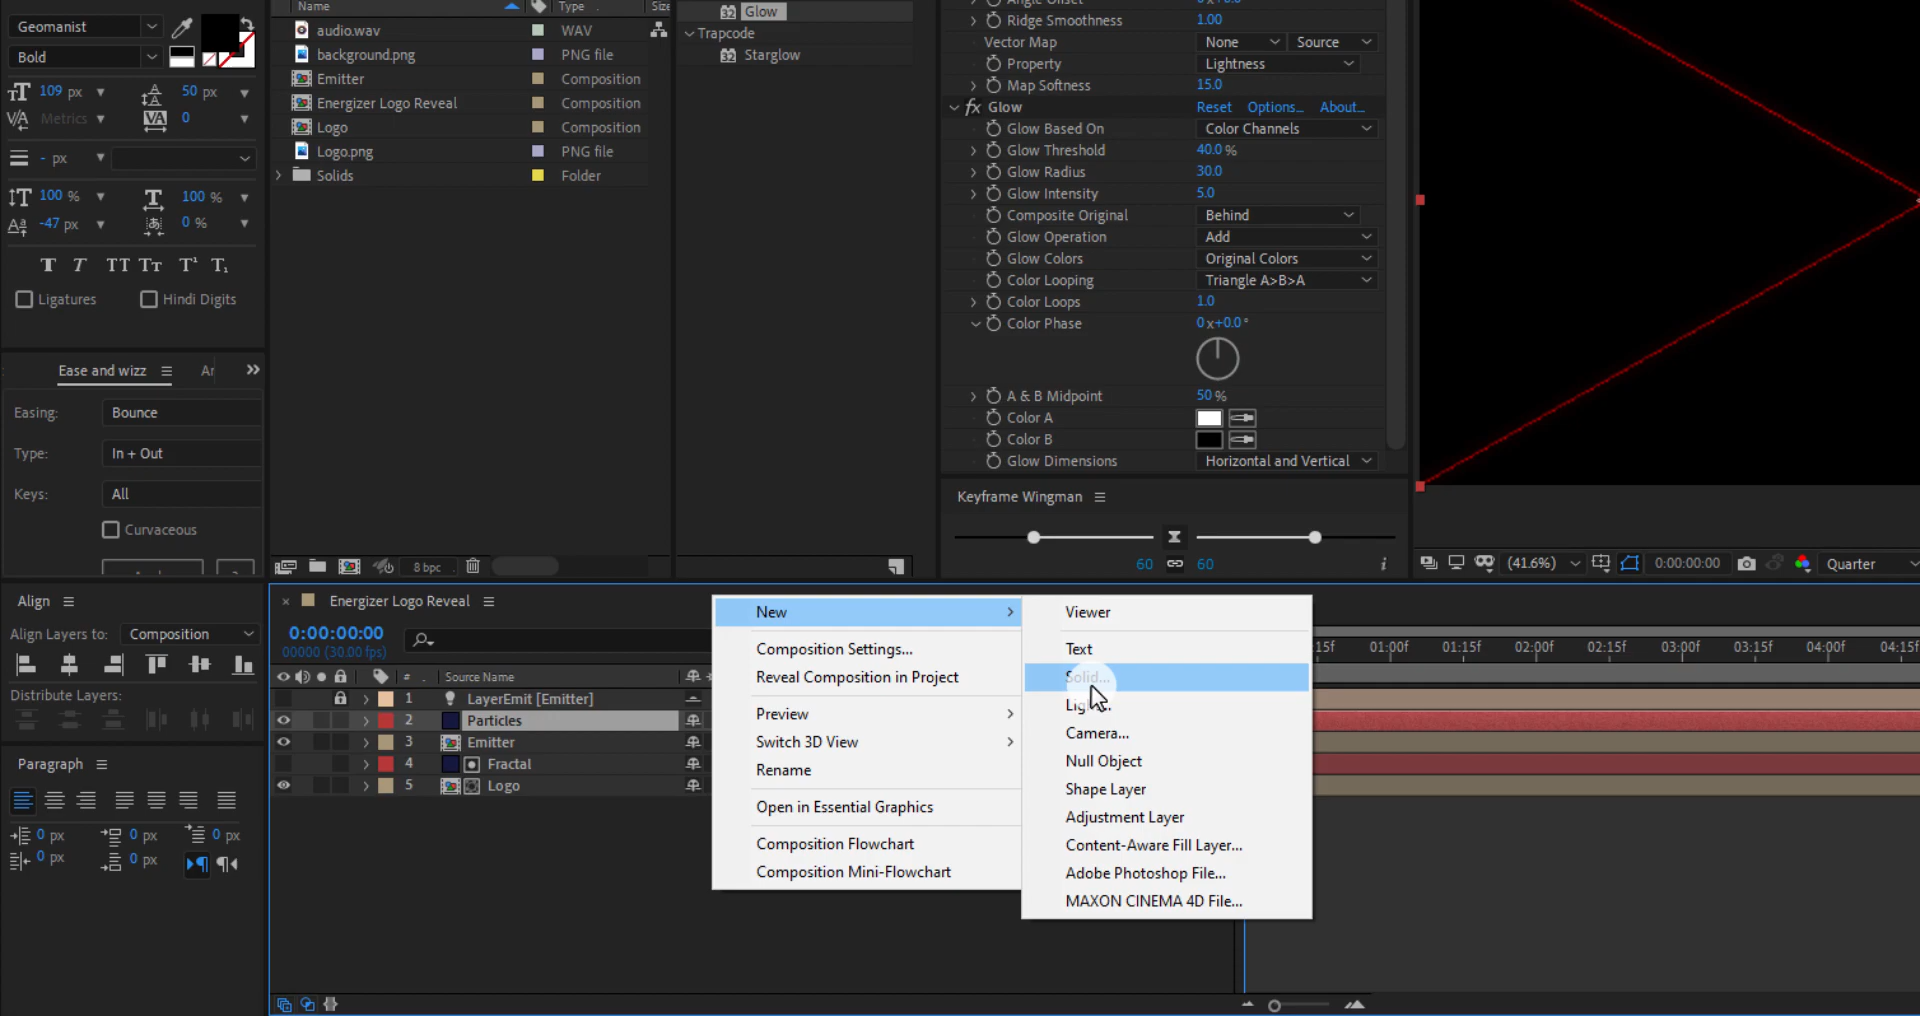 Geomanist
Bold
109 px
50 px
Metrics
0
- px
100 %
100 %
-47 px
0 %
T T TT Tt T¹ T₁
Ligatures
Hindi Digits
Ease and wizz
Ar
Easing:
Bounce
Type:
In + Out
Keys:
All
Curvaceous
Align
Align Layers to:
Composition
Distribute Layers:
Paragraph
0 px
0 px
0 px
0 px
0 px
Name
Type
Size
audio.wav
WAV
background.png
PNG file
Emitter
Composition
Energizer Logo Reveal
Composition
Logo
Composition
Logo.png
PNG file
Solids
Folder
8 bpc
32 Glow
Trapcode
32 Starglow
Ridge Smoothness
1.00
Vector Map
None
Source
Property
Lightness
Map Softness
15.0
fx Glow
Reset
Options...
About...
Glow Based On
Color Channels
Glow Threshold
40.0 %
Glow Radius
30.0
Glow Intensity
5.0
Composite Original
Behind
Glow Operation
Add
Glow Colors
Original Colors
Color Looping
Triangle A>B>A
Color Loops
1.0
Color Phase
0 x+0.0 °
A & B Midpoint
50 %
Color A
Color B
Glow Dimensions
Horizontal and Vertical
Keyframe Wingman
60
60
i
(41.6%)
0:00:00:00
Quarter
Energizer Logo Reveal
0:00:00:00
00000 (30.00 fps)
# . Source Name
1 LayerEmit [Emitter]
2 Particles
3 Emitter
4 Fractal
5 Logo
New
Composition Settings...
Reveal Composition in Project
Preview
Switch 3D View
Rename
Open in Essential Graphics
Composition Flowchart
Composition Mini-Flowchart
Viewer
Text
Solid...
Camera...
Null Object
Shape Layer
Adjustment Layer
Content-Aware Fill Layer...
Adobe Photoshop File...
MAXON CINEMA 4D File...
15f 01:00f 01:15f 02:00f 02:15f 03:00f 03:15f 04:00f 04:15f